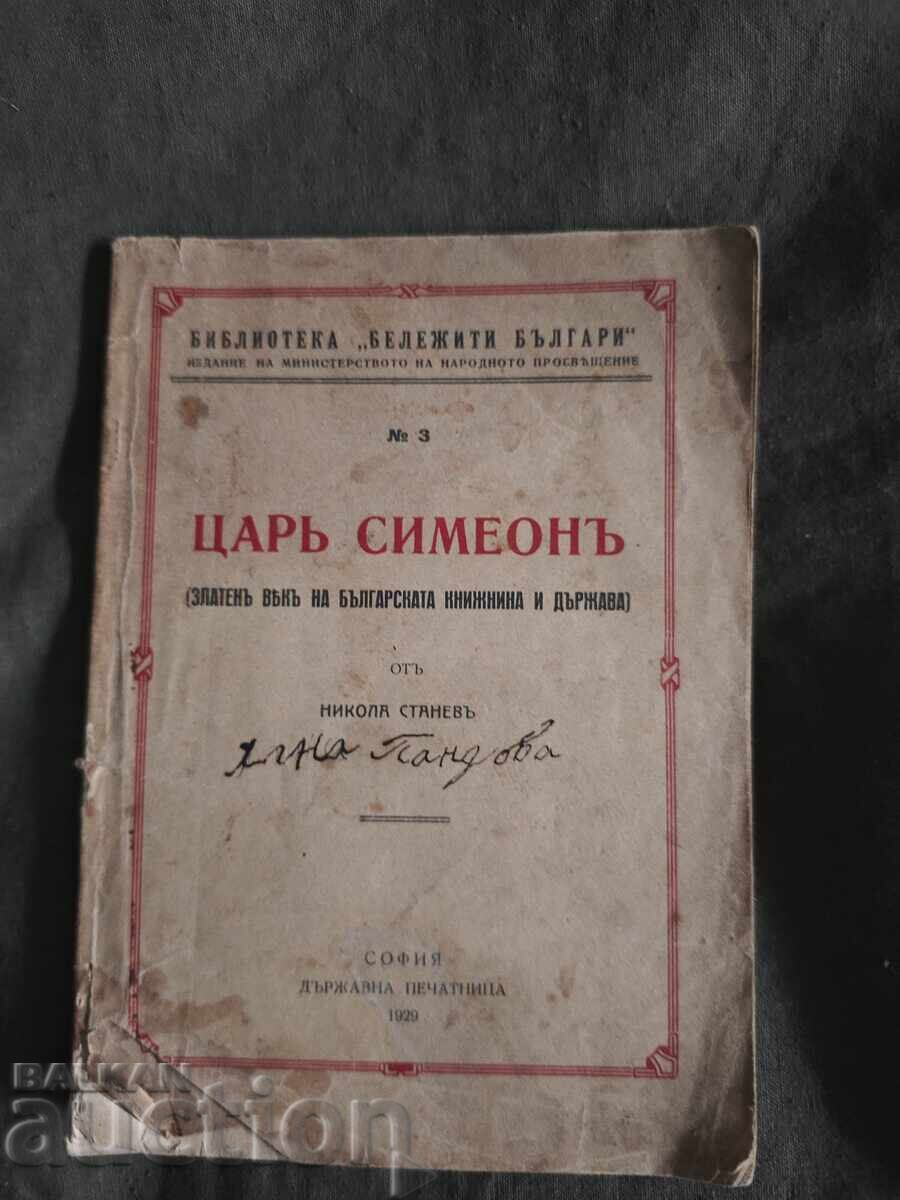 БИБЛИОТЕКА „БЕЛЕЖИТИ БЪЛГАРИ"
ИЗДАНИЕ НА МИНИСТЕРСТВОТО НА НАРОДНОТО ПРОСВѢЩЕНИЕ
№ 3
ЦАРЬ СИМЕОНЪ
(ЗЛАТЕНЪ ВѢКЪ НА БЪЛГАРСКАТА КНИЖНИНА И ДЪРЖАВА)
ОТЪ
НИКОЛА СТАНЕВЪ
Пандова
СОФИЯ
ДЪРЖАВНА ПЕЧАТНИЦА
1929
BALKAN
auction